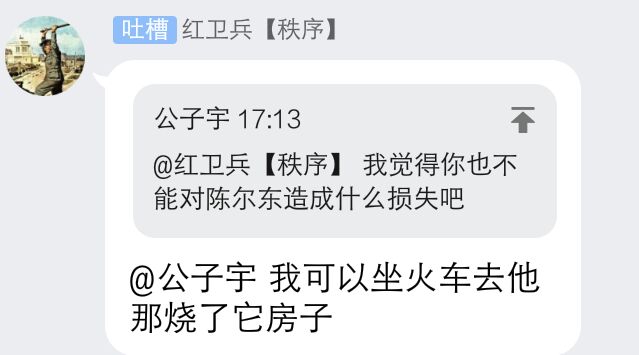 吐槽 红卫兵【秩序】
公子宇 17:13
@红卫兵【秩序】 我觉得你也不
能对陈尔东造成什么损失吧
@公子宇 我可以坐火车去他
那烧了它房子